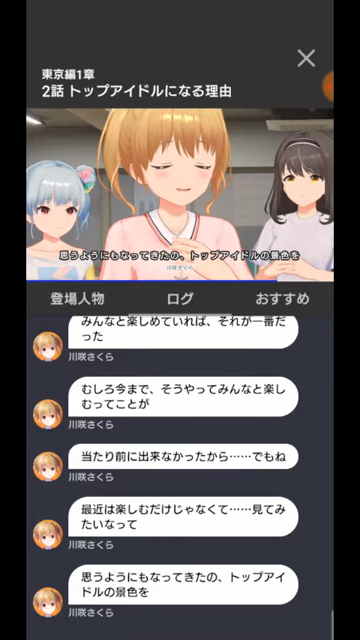 東京編1章
2話 トップアイドルになる理由
思うようにもなってきたの、トップアイドルの景色を
川咲さくら
登場人物
ログ
おすすめ
みんなと楽しめていれば、それが一番だ
った
川咲さくら
むしろ今まで、そうやってみんなと楽し
むってことが
川咲さくら
当たり前に出来なかったから……でもね
川咲さくら
最近は楽しむだけじゃなくて……見てみ
たいなって
川咲さくら
思うようにもなってきたの、トップアイ
ドルの景色を
川咲さくら